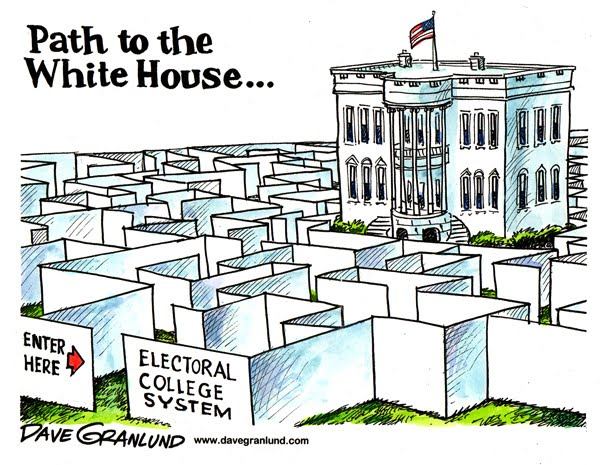 Path to the
White House...
ENTER
HERE
ELECTORAL
COLLEGE
SYSTEM
DAVE GRANLUND www.davegranlund.com